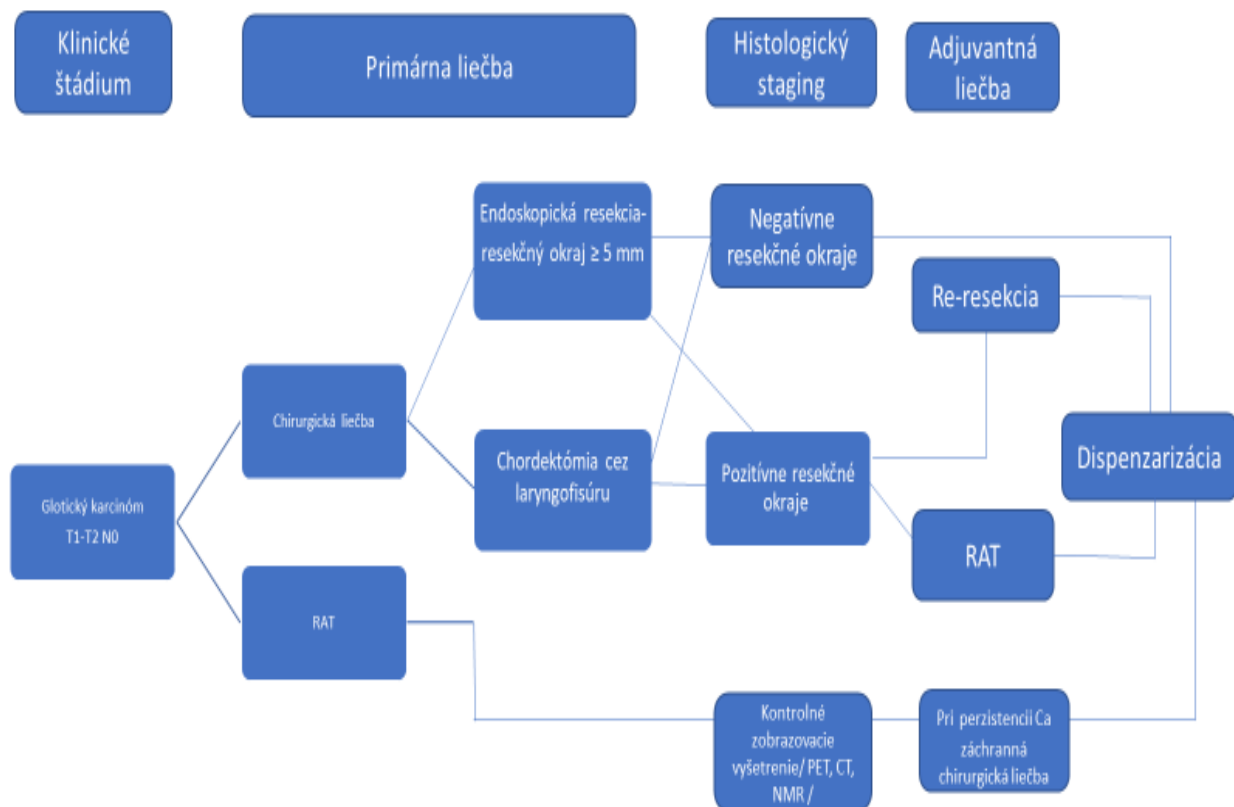 Klinické
štádium
Primárna liečba
Histologický
staging
Adjuvantná
liečba
Endoskopická resekcia-
resekčný okraj ≥ 5 mm
Negatívne
resekčné okraje
Re-resekcia
Chirurgická liečba
Chordektómia cez
laryngofisúru
Pozitívne resekčné
okraje
Dispenzarizácia
Glotický karcinóm
T1-T2 N0
RAT
RAT
Kontrolné
zobrazovacie
vyšetrenie/ PET, CT,
NMR /
Pri perzistencii Ca
záchranná
chirurgická liečba